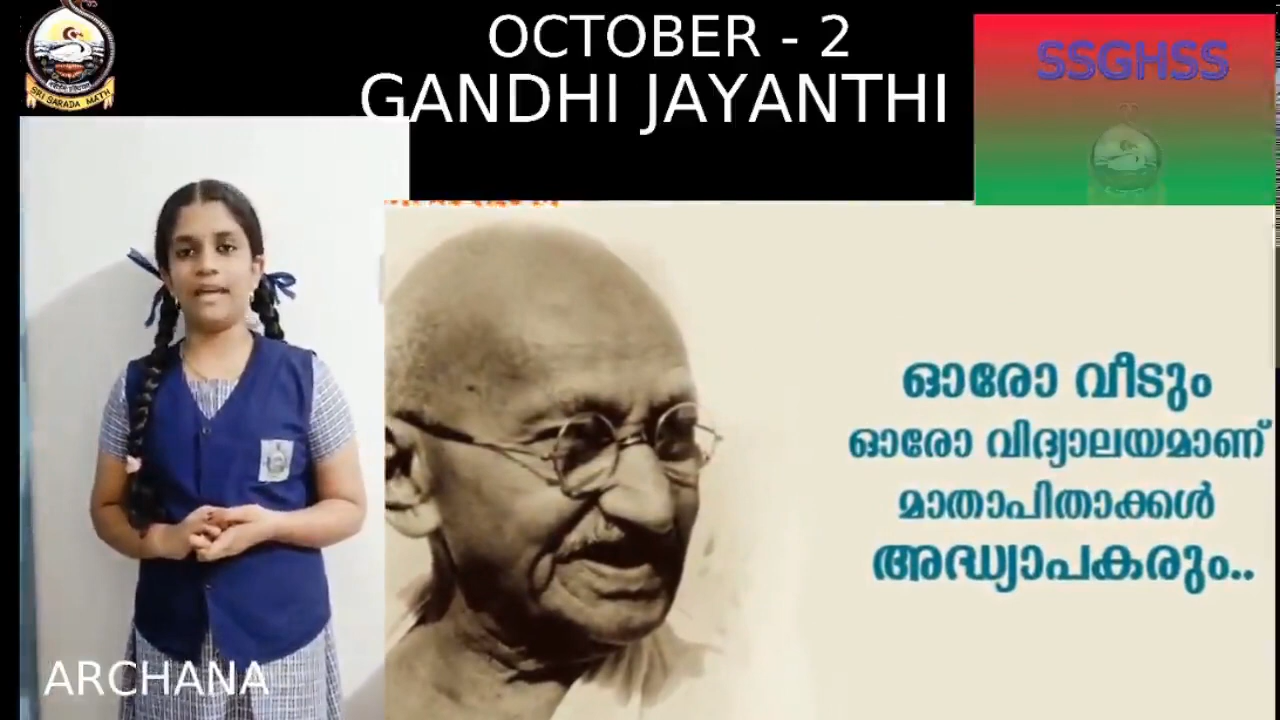 OCTOBER - 2
GANDHI JAYANTHI
SSGHSS
SRI SARADA MATH
ഓരോ വീടും
ഓരോ വിദ്യാലയമാണ്
മാതാപിതാക്കൾ
അദ്ധ്യാപകരും..
ARCHANA